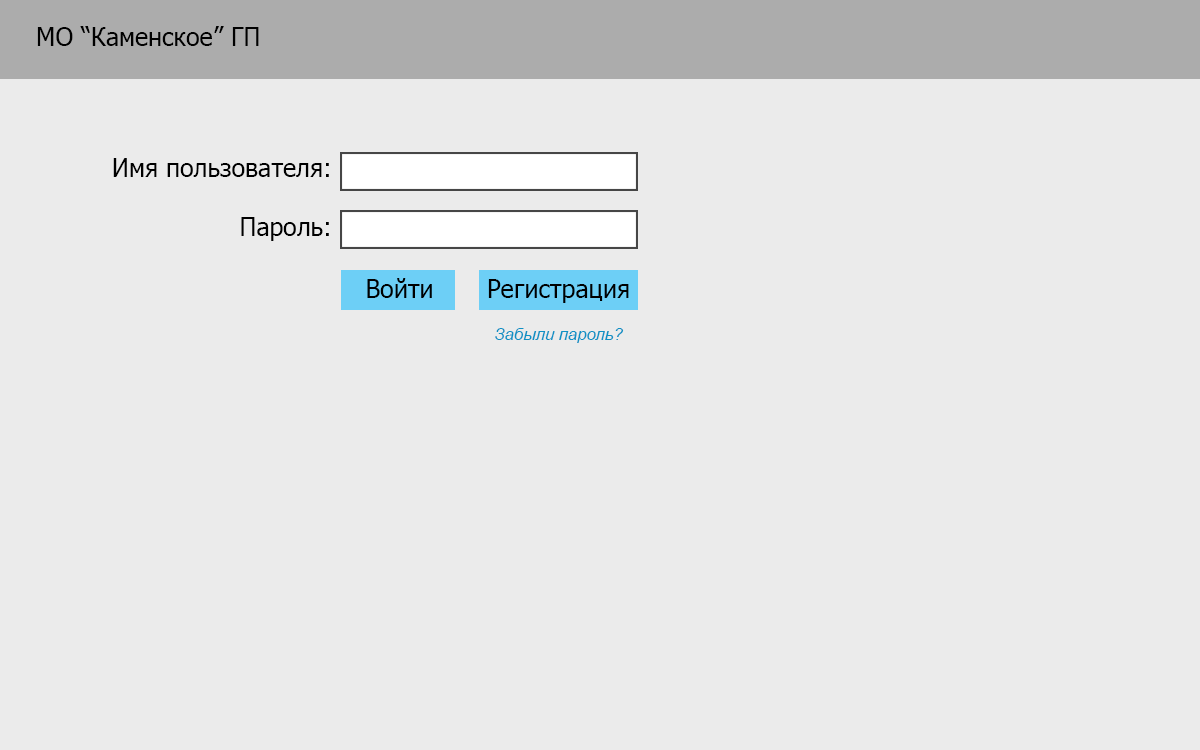 МО “Каменское” ГП
Имя пользователя:
Пароль:
Войти Регистрация
Забыли пароль?